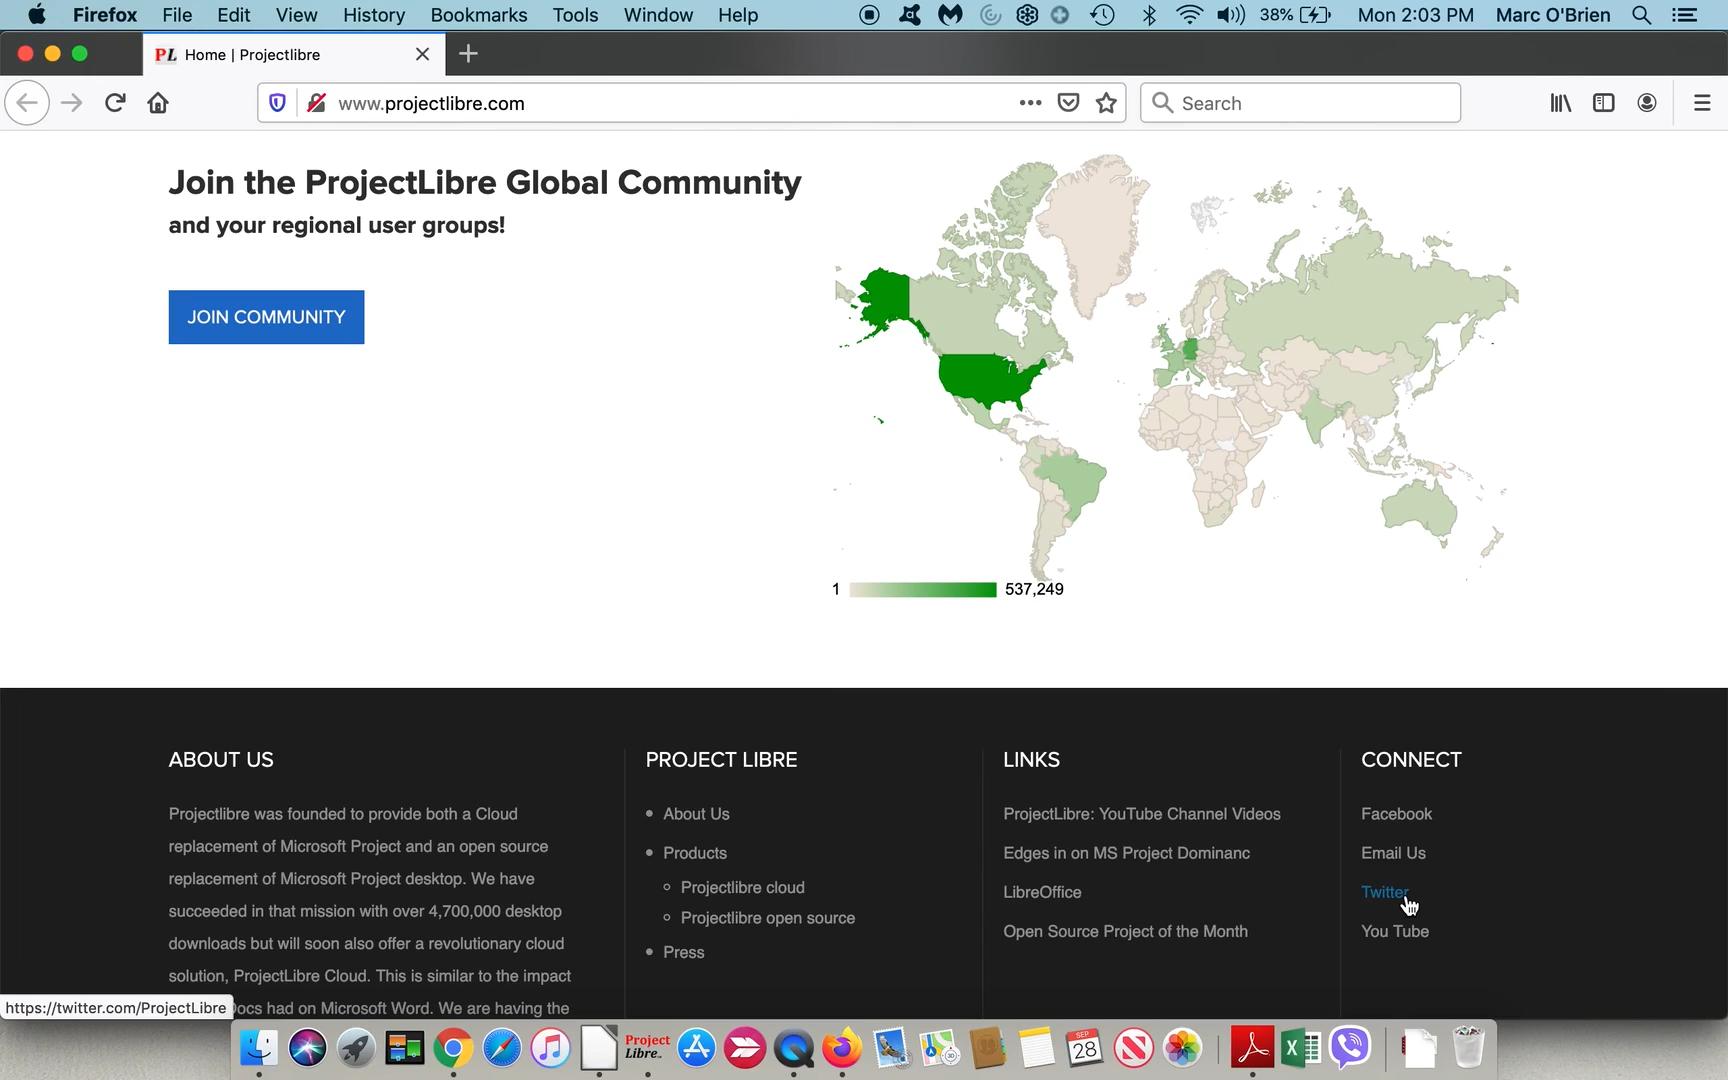 Firefox File Edit View History Bookmarks Tools Window Help 38% Mon 2:03 PM Marc O'Brien
PL Home | Projectlibre
www.projectlibre.com
Search
Join the ProjectLibre Global Community
and your regional user groups!
JOIN COMMUNITY
1 537,249
ABOUT US
Projectlibre was founded to provide both a Cloud
replacement of Microsoft Project and an open source
replacement of Microsoft Project desktop. We have
succeeded in that mission with over 4,700,000 desktop
downloads but will soon also offer a revolutionary cloud
solution, ProjectLibre Cloud. This is similar to the impact
ocs had on Microsoft Word. We are having the
PROJECT LIBRE
About Us
Products
Projectlibre cloud
Projectlibre open source
Press
LINKS
ProjectLibre: YouTube Channel Videos
Edges in on MS Project Dominanc
LibreOffice
Open Source Project of the Month
CONNECT
Facebook
Email Us
Twitter
You Tube
https://twitter.com/ProjectLibre
Project
Libre
SEP
28